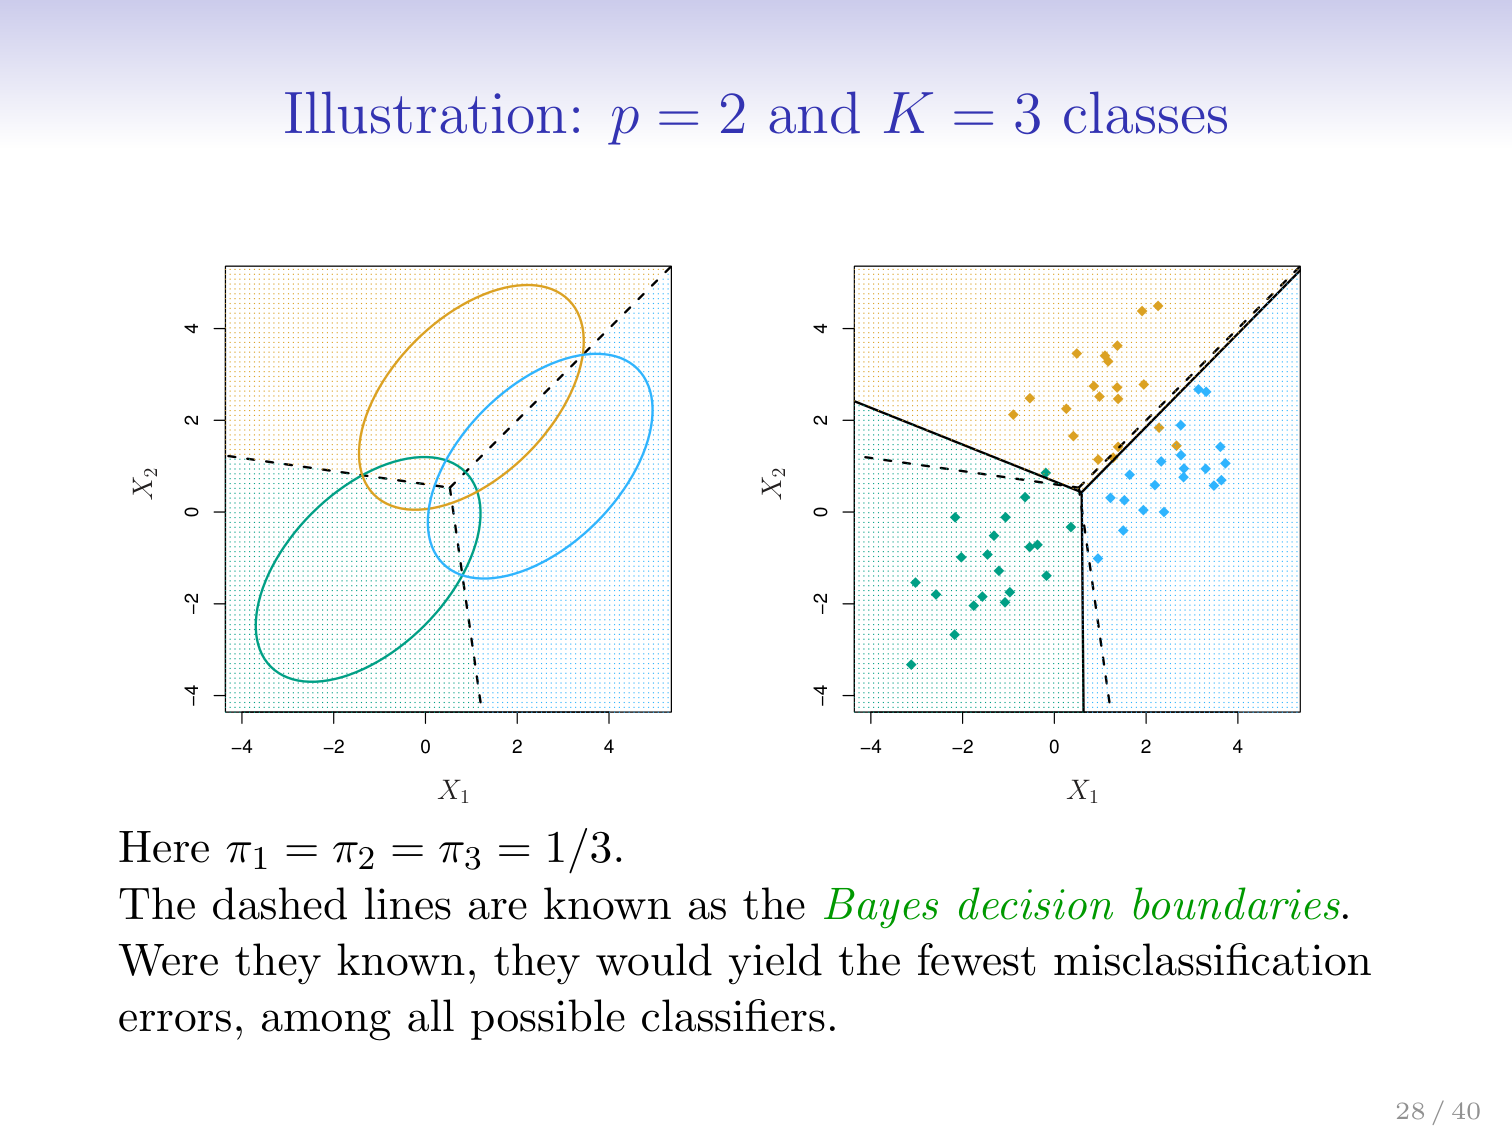 Illustration: p = 2 and K = 3 classes
4
2
0
−2
−4
X2
−4 −2 0 2 4
X1
4
2
0
−2
−4
X2
−4 −2 0 2 4
X1
Here π1 = π2 = π3 = 1/3.
The dashed lines are known as the Bayes decision boundaries.
Were they known, they would yield the fewest misclassification
errors, among all possible classifiers.
28 / 40